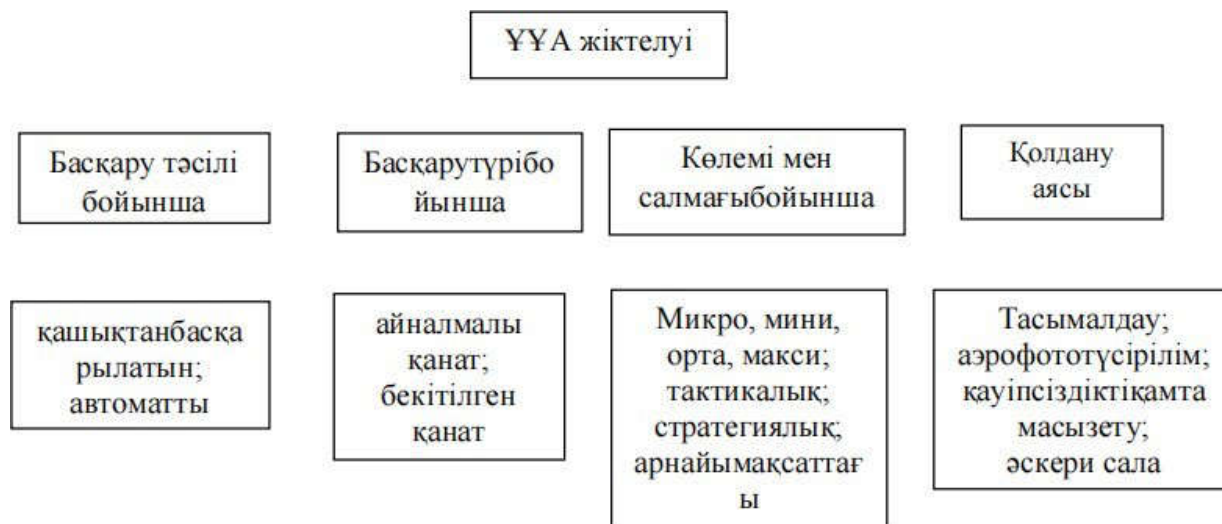 ҰҰА жіктелуі
Басқару тәсілі
бойынша
Басқарутүрібо
йынша
Көлемі мен
салмағыбойынша
Қолдану
аясы
қашықтанбасқа
рылатын;
автоматты
айналмалы
қанат;
бекітілген
қанат
Микро, мини,
орта, макси;
тактикалық;
стратегиялық;
арнайымақсаттағ
ы
Тасымалдау;
аэрофототүсірілім;
қауіпсіздіктіқамта
масызету;
әскери сала